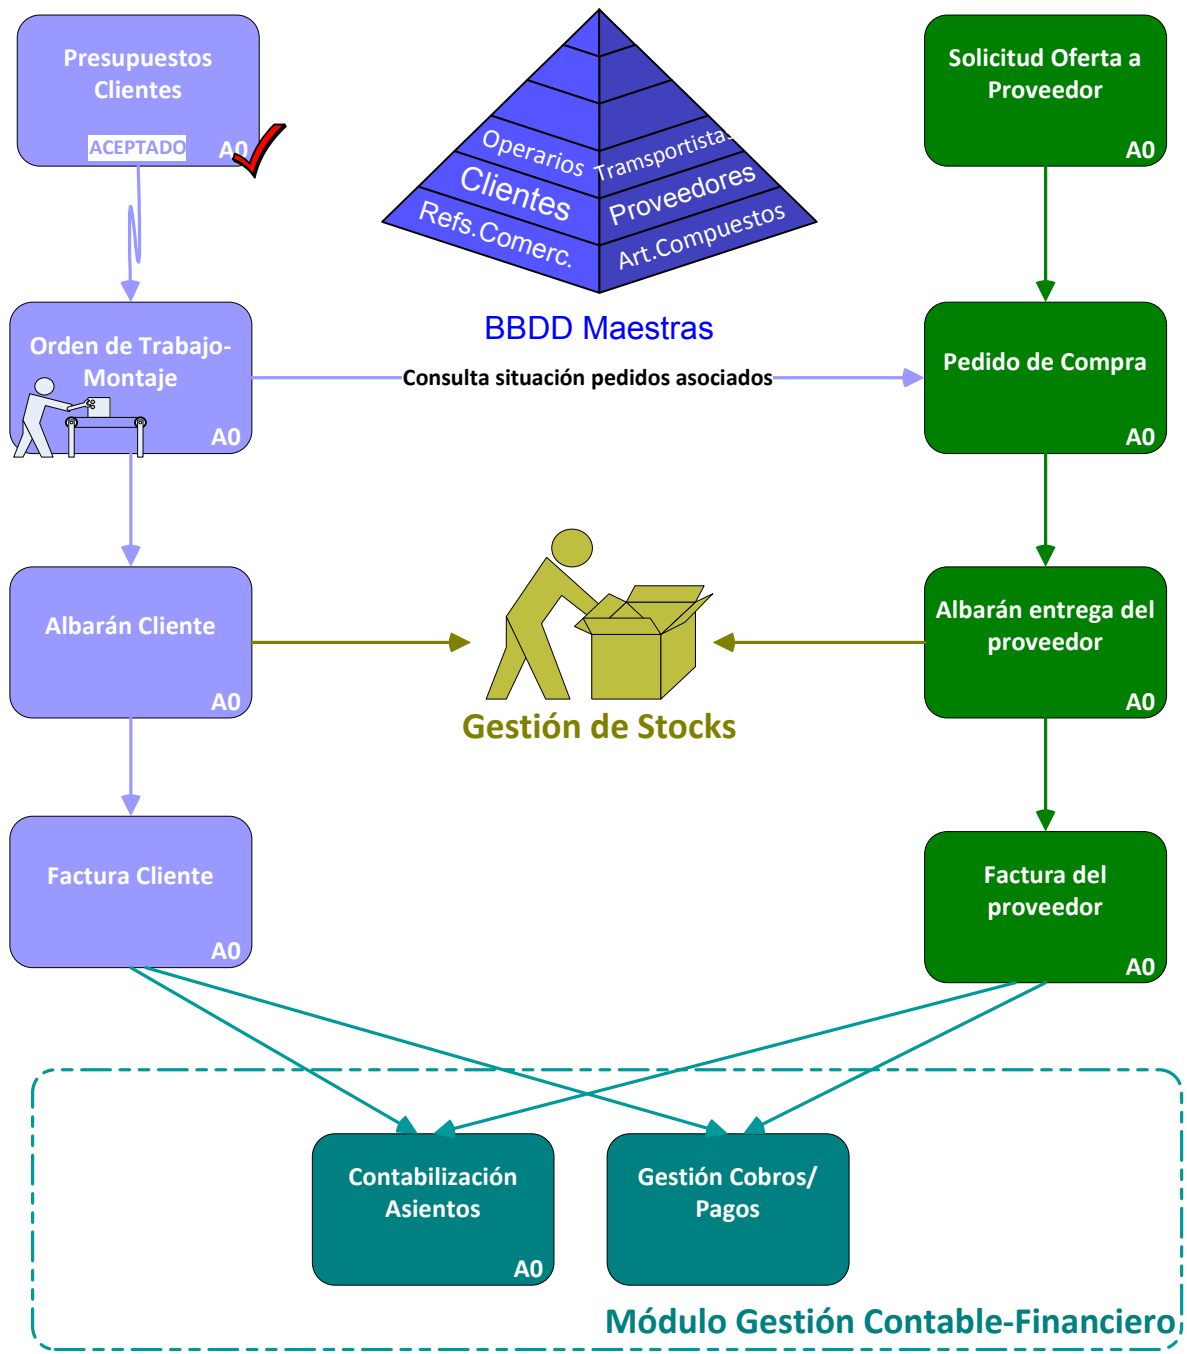 Presupuestos
Clientes
ACEPTADO
A0
Operarios
Tramsportistas
Clientes
Proveedores
Refs.Comerc.
Art.Compuestos
BBDD Maestras
Solicitud Oferta a
Proveedor
A0
Orden de Trabajo-
Montaje
A0
Consulta situación pedidos asociados
Pedido de Compra
A0
Albarán Cliente
A0
Gestión de Stocks
Albarán entrega del
proveedor
A0
Factura Cliente
A0
Factura del
proveedor
A0
Contabilización
Asientos
A0
Gestión Cobros/
Pagos
Módulo Gestión Contable-Financiero